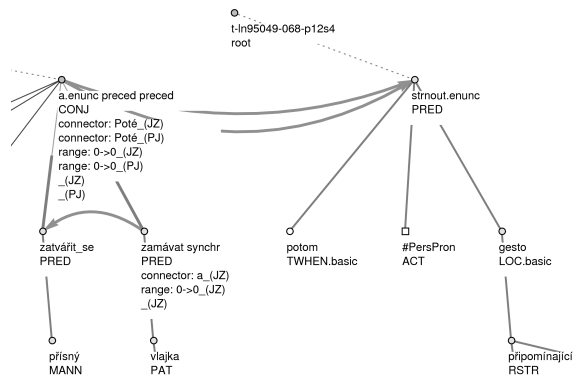 t-ln95049-068-p12s4
root
a.enunc preced preced
CONJ
connector: Poté_(JZ)
connector: Poté_(PJ)
range: 0->0_(JZ)
range: 0->0_(PJ)
_(JZ)
_(PJ)
strnout.enunc
PRED
zatvářit_se
PRED
zamávat synchr
PRED
connector: a_(JZ)
range: 0->0_(JZ)
_(JZ)
potom
TWHEN.basic
#PersPron
ACT
gesto
LOC.basic
přísný
MANN
vlajka
PAT
připomínající
RSTR